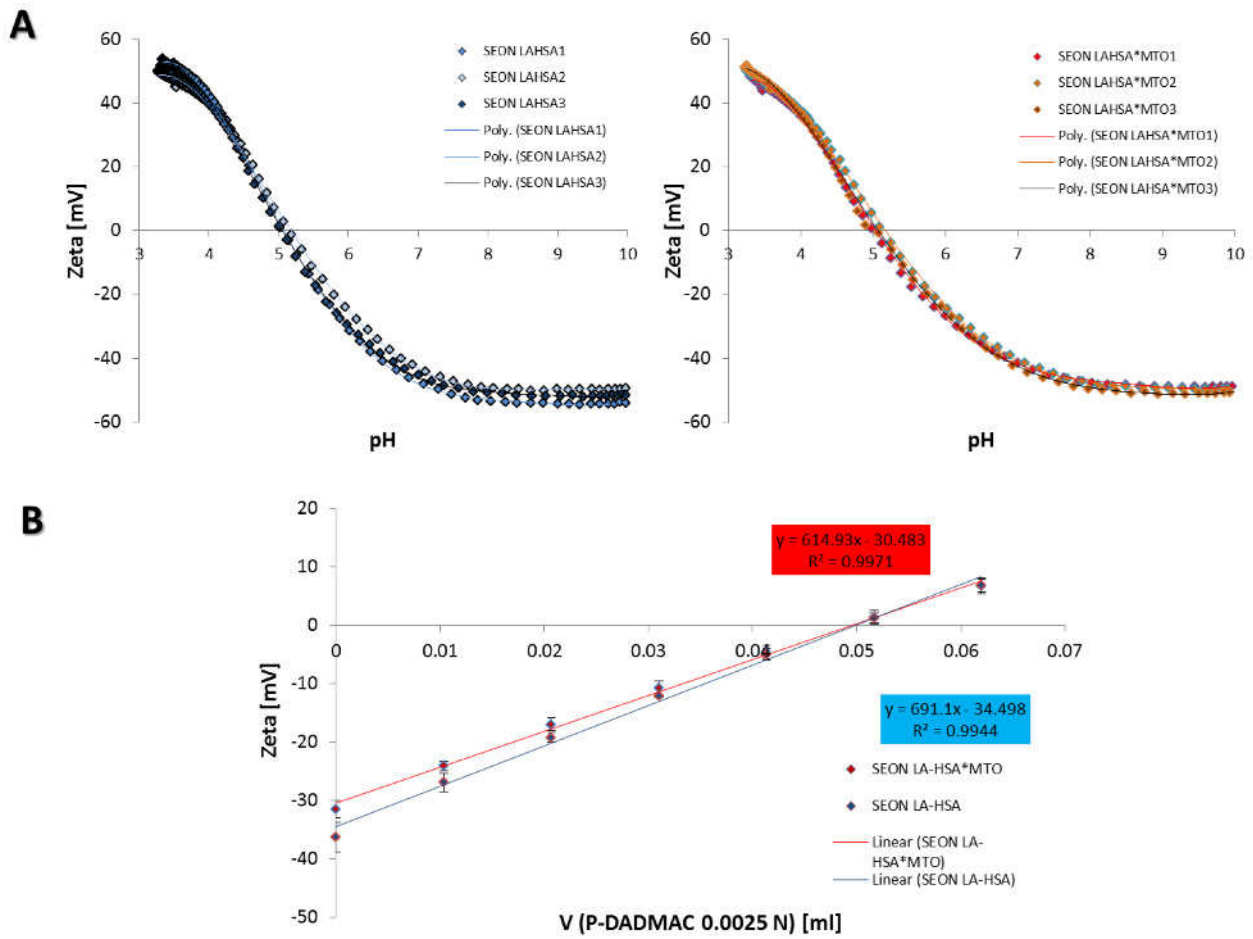 A
60
40
20
0
-20
-40
-60
3 4 5 6 7 8 9 10
Zeta [mV]
pH
SEON LAHSA1
SEON LAHSA2
SEON LAHSA3
Poly. (SEON LAHSA1)
Poly. (SEON LAHSA2)
Poly. (SEON LAHSA3)
60
40
20
0
-20
-40
-60
3 4 5 6 7 8 9 10
Zeta [mV]
pH
SEON LAHSA*MTO1
SEON LAHSA*MTO2
SEON LAHSA*MTO3
Poly. (SEON LAHSA*MTO1)
Poly. (SEON LAHSA*MTO2)
Poly. (SEON LAHSA*MTO3)
B
20
10
0
-10
-20
-30
-40
-50
0 0.01 0.02 0.03 0.04 0.05 0.06 0.07
Zeta [mV]
y = 614.93x - 30.483
R² = 0.9971
y = 691.1x - 34.498
R² = 0.9944
SEON LA-HSA*MTO
SEON LA-HSA
Linear (SEON LA-
HSA*MTO)
Linear (SEON LA-HSA)
V (P-DADMAC 0.0025 N) [ml]